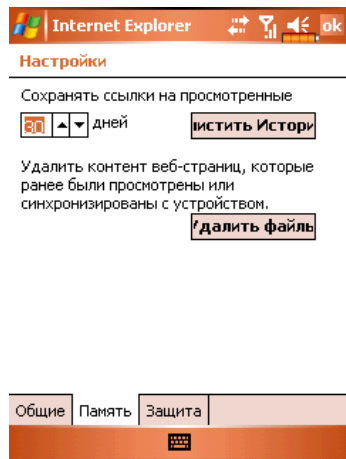 Internet Explorer ok
Настройки
Сохранять ссылки на просмотренные
30 дней истить Истори
Удалить контент веб-страниц, которые
ранее были просмотрены или
синхронизированы с устройством.
далить файль
Общие Память Защита